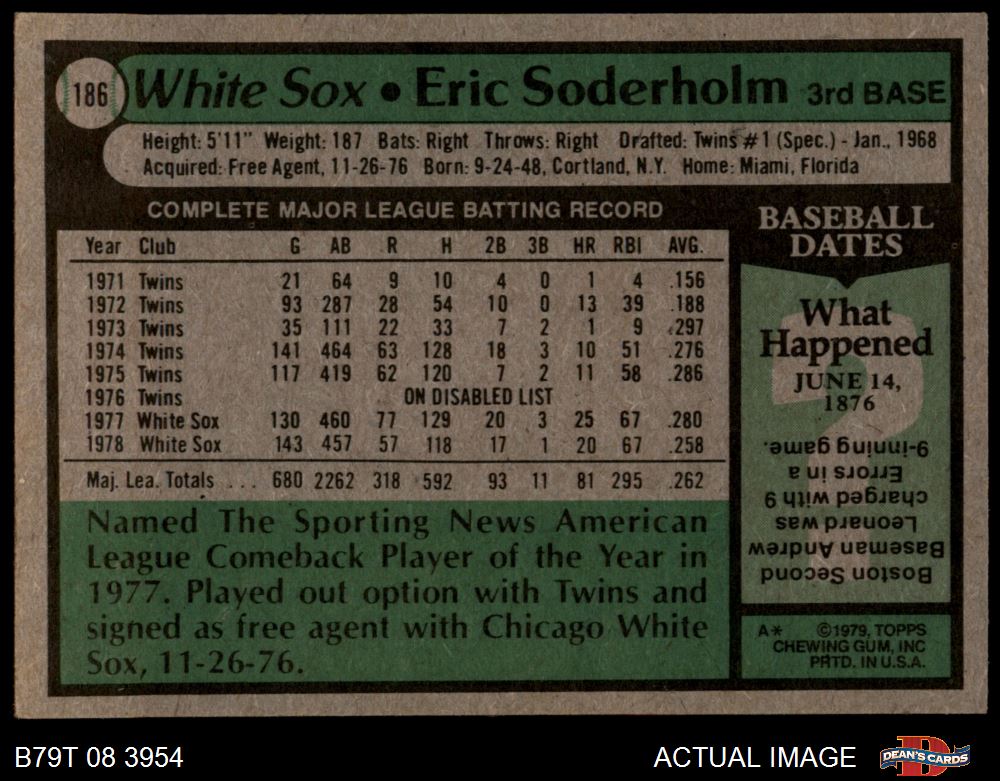 186 White Sox • Eric Soderholm 3rd BASE
Height: 5'11" Weight: 187 Bats: Right Throws: Right Drafted: Twins #1 (Spec.) - Jan., 1968
Acquired: Free Agent, 11-26-76 Born: 9-24-48, Cortland, N.Y. Home: Miami, Florida
COMPLETE MAJOR LEAGUE BATTING RECORD
Year Club G AB R H 2B 3B HR RBI AVG.
1971 Twins 21 64 9 10 4 0 1 4 .156
1972 Twins 93 287 28 54 10 0 13 39 .188
1973 Twins 35 111 22 33 7 2 1 9 .297
1974 Twins 141 464 63 128 18 3 10 51 .276
1975 Twins 117 419 62 120 7 2 11 58 .286
1976 Twins ON DISABLED LIST
1977 White Sox 130 460 77 129 20 3 25 67 .280
1978 White Sox 143 457 57 118 17 1 20 67 .258
Maj. Lea. Totals . . . 680 2262 318 592 93 11 81 295 .262
Named The Sporting News American
League Comeback Player of the Year in
1977. Played out option with Twins and
signed as free agent with Chicago White
Sox, 11-26-76.
BASEBALL
DATES
What
Happened
JUNE 14,
1876
Boston Second
Baseman Andrew
Leonard was
charged with 9
Errors in a
9-inning game.
A* ©1979, TOPPS
CHEWING GUM, INC
PRTD. IN U.S.A.
B79T 08 3954
ACTUAL IMAGE
DEAN'S CARDS